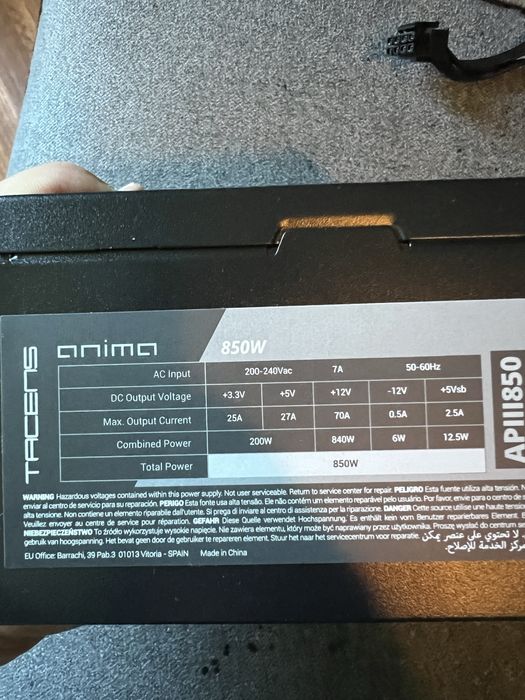 TACENS
anima 850W
AC Input 200-240Vac 7A 50-60Hz
DC Output Voltage +3.3V +5V +12V -12V +5Vsb
Max. Output Current 25A 27A 70A 0.5A 2.5A
Combined Power 200W 840W 6W 12.5W
Total Power 850W
APIII850
WARNING Hazardous voltages contained within this power supply. Not user serviceable. Return to service center for repair. PELIGRO Esta fuente utiliza alta tensión. N
enviar al centro de servicio para su reparación. PERIGO Esta fonte usa alta tensão. Ele não contém um elemento reparável pelo usuário. Por favor, envie para o centro de
alta tensione. Non contiene un elemento riparabile dall'utente. Si prega di inviare al centro di assistenza per la riparazione. DANGER Cette source utilise une haute tension
Veuillez envoyer au centre de service pour réparation. GEFAHR Diese Quelle verwendet Hochspannung. Es enthält kein vom Benutzer reparierbares Element. B
NIEBEZPIECZEŃSTWO To źródło wykorzystuje wysokie napięcie. Nie zawiera elementu, który może być naprawiany przez użytkownika. Proszę wysłać do centrum se
gebruik van hoogspanning. Het bevat geen door de gebruiker te repareren element. Stuur het naar het servicecentrum voor reparatie. لا تحتوي على عنصر يمكن
مركز الخدمة للإصلاح.
EU Office: Barrachi, 39 Pab.3 01013 Vitoria - SPAIN Made in China